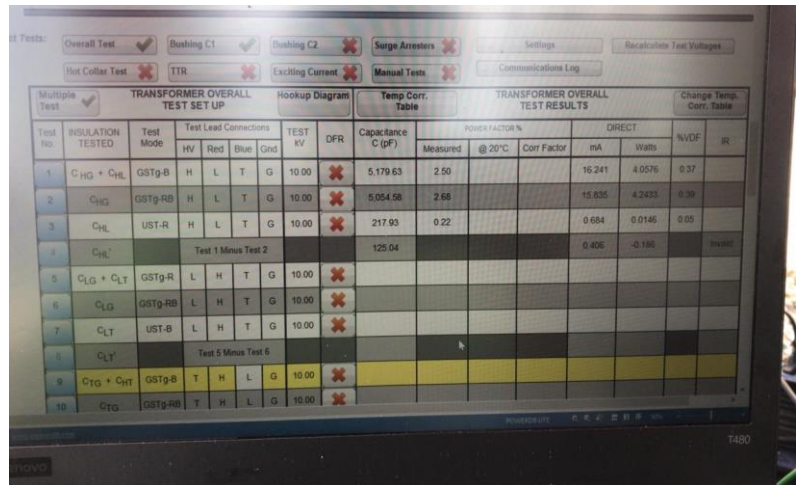 Tests:
Overall Test Bushing C1 Bushing C2 Surge Arresters Settings Recalculate Test Voltages
Hot Collar Test TTR Exciting Current Manual Tests Communications Log
Multiple Test TRANSFORMER OVERALL TEST SET UP Hookup Diagram Temp Corr. Table TRANSFORMER OVERALL TEST RESULTS Change Temp. Corr. Table
Test No. INSULATION TESTED Test Mode Test Lead Connections TEST kV DFR Capacitance C (pF) POWER FACTOR % DIRECT %VDF IR
HV Red Blue Gnd Measured @ 20°C Corr Factor mA Watts
1 CHG + CHL GSTg-B H L T G 10.00 5,179.63 2.50 16.241 4.0576 0.37
2 CHG GSTg-RB H L T G 10.00 5,054.58 2.68 15.835 4.2433 0.39
3 CHL UST-R H L T G 10.00 217.93 0.22 0.684 0.0146 0.05
4 CHL' Test 1 Minus Test 2 125.04 0.406 -0.186 Invalid
5 CLG + CLT GSTg-R L H T G 10.00
6 CLG GSTg-RB L H T G 10.00
7 CLT UST-B L H T G 10.00
8 CLT' Test 5 Minus Test 6
9 CTG + CHT GSTg-B T H L G 10.00
10 CTG GSTg-RB T H L G 10.00
POWERDB LITE
T480
enovo